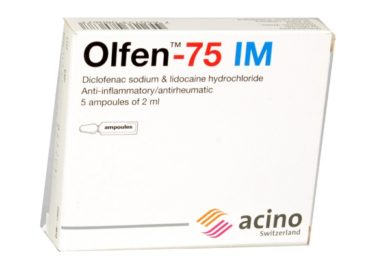 Olfen™-75 IM
Diclofenac sodium & lidocaine hydrochloride
Anti-inflammatory/antirheumatic
5 ampoules of 2 ml
ampoules
acino
Switzerland